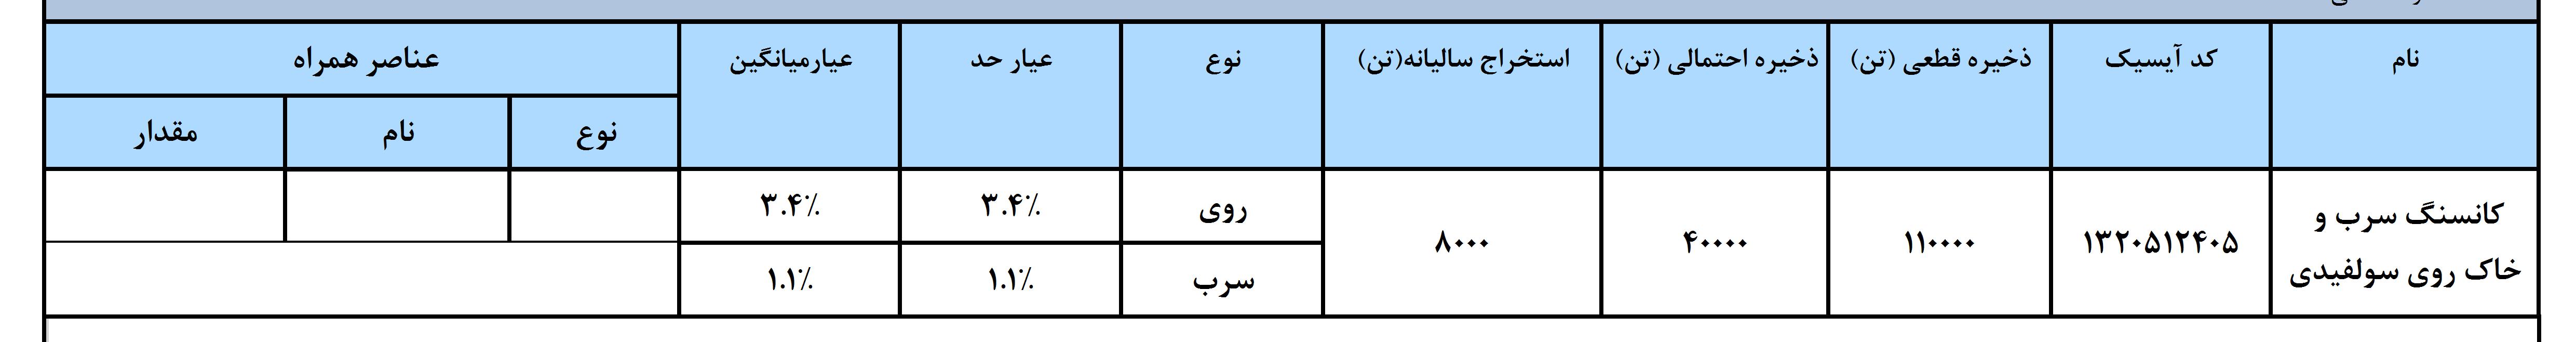 نام
کد آیسیک
ذخیره قطعی (تن)
ذخیره احتمالی (تن)
استخراج سالیانه(تن)
نوع
عیار حد
عیارمیانگین
عناصر همراه
نوع
نام
مقدار
کانسنگ سرب و
خاک روی سولفیدی
۱۳۲۰۵۱۲۴۰۵
۱۱۰۰۰۰
۴۰۰۰۰
۸۰۰۰
روی
۳.۴%
۳.۴%
سرب
۱.۱%
۱.۱%